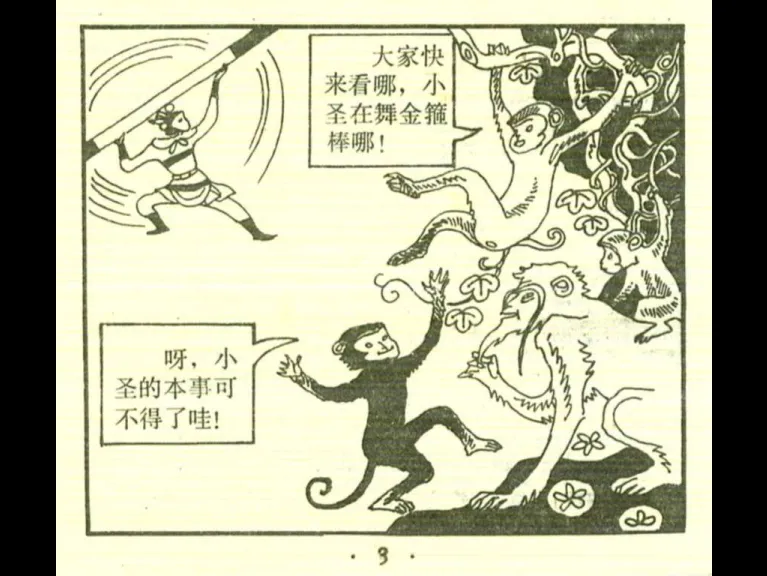 大家快
来看哪，小
圣在舞金箍
棒哪！
呀，小
圣的本事可
不得了哇！
· 3 ·